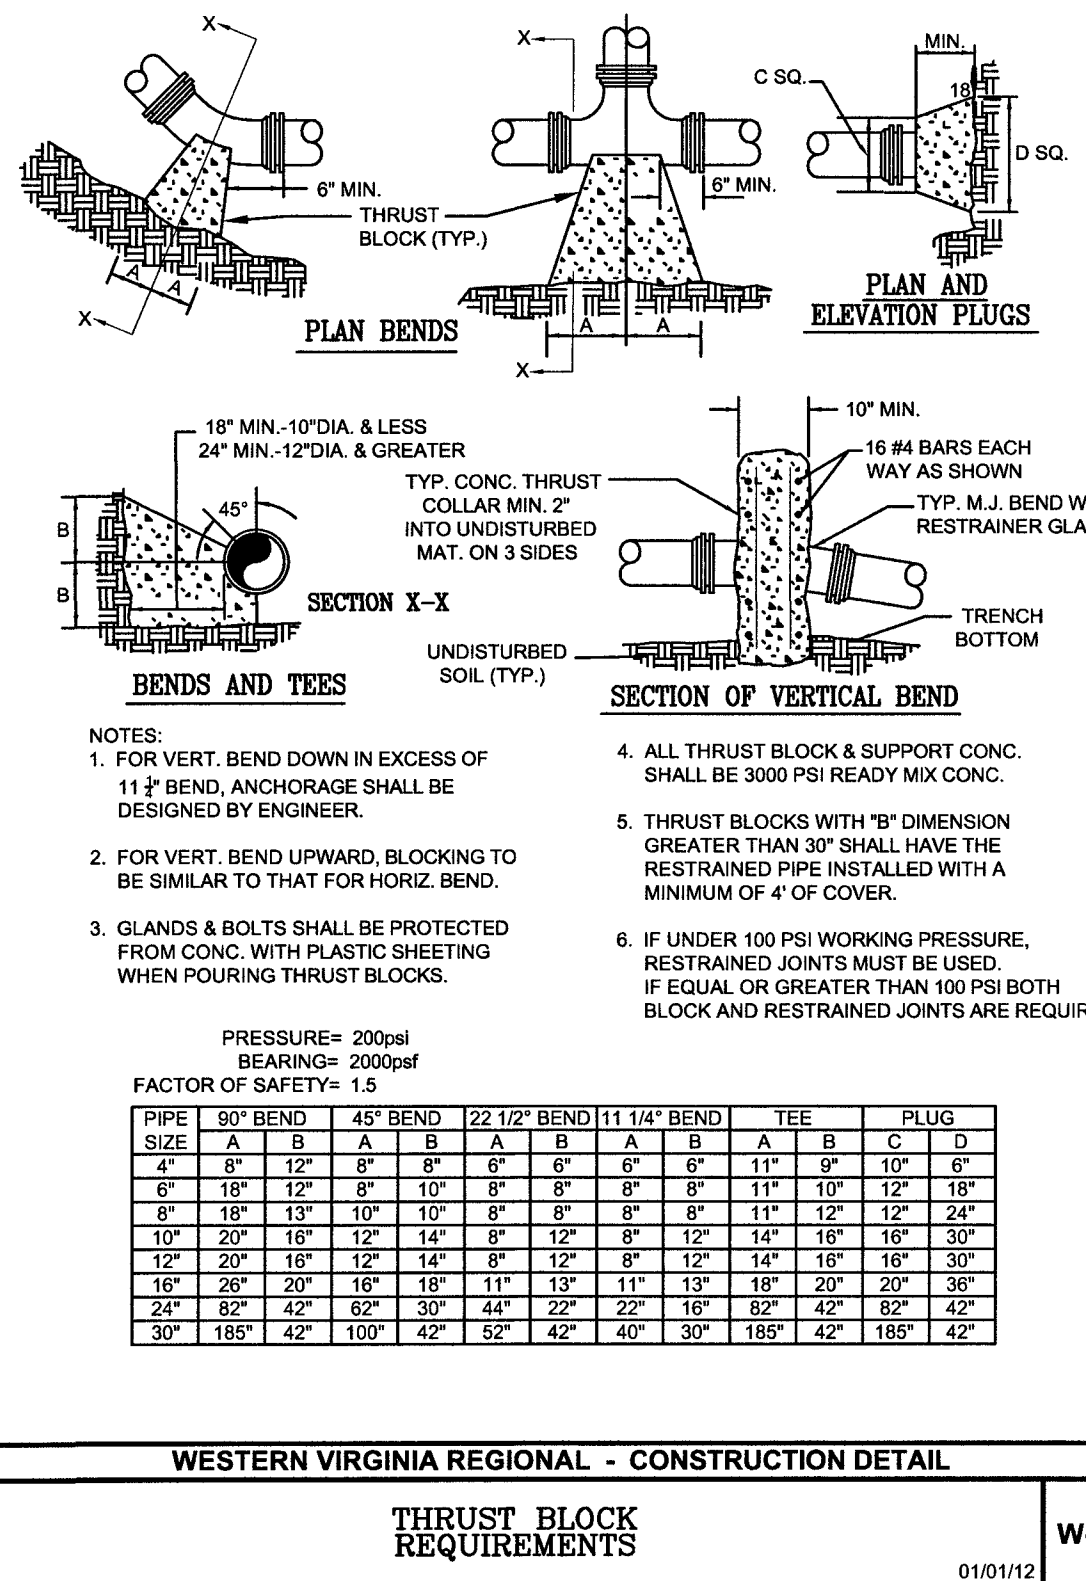 X
X
MIN.
C SQ.
18
D SQ.
6" MIN.
6" MIN.
THRUST
BLOCK (TYP.)
A
A
X
PLAN BENDS
A
A
X
PLAN AND
ELEVATION PLUGS
18" MIN.-10"DIA. & LESS
24" MIN.-12"DIA. & GREATER
45°
B
B
SECTION X-X
BENDS AND TEES
10" MIN.
16 #4 BARS EACH
WAY AS SHOWN
TYP. CONC. THRUST
COLLAR MIN. 2"
INTO UNDISTURBED
MAT. ON 3 SIDES
TYP. M.J. BEND W
RESTRAINER GLA
TRENCH
BOTTOM
UNDISTURBED
SOIL (TYP.)
SECTION OF VERTICAL BEND
NOTES:
1. FOR VERT. BEND DOWN IN EXCESS OF
11 ¼" BEND, ANCHORAGE SHALL BE
DESIGNED BY ENGINEER.
2. FOR VERT. BEND UPWARD, BLOCKING TO
BE SIMILAR TO THAT FOR HORIZ. BEND.
3. GLANDS & BOLTS SHALL BE PROTECTED
FROM CONC. WITH PLASTIC SHEETING
WHEN POURING THRUST BLOCKS.
4. ALL THRUST BLOCK & SUPPORT CONC.
SHALL BE 3000 PSI READY MIX CONC.
5. THRUST BLOCKS WITH "B" DIMENSION
GREATER THAN 30" SHALL HAVE THE
RESTRAINED PIPE INSTALLED WITH A
MINIMUM OF 4' OF COVER.
6. IF UNDER 100 PSI WORKING PRESSURE,
RESTRAINED JOINTS MUST BE USED.
IF EQUAL OR GREATER THAN 100 PSI BOTH
BLOCK AND RESTRAINED JOINTS ARE REQUIR
PRESSURE= 200psi
BEARING= 2000psf
FACTOR OF SAFETY= 1.5
PIPE 90° BEND 45° BEND 22 1/2° BEND 11 1/4° BEND TEE PLUG
SIZE A B A B A B A B A B C D
4" 8" 12" 8" 8" 6" 6" 6" 6" 11" 9" 10" 6"
6" 18" 12" 8" 10" 8" 8" 8" 8" 11" 10" 12" 18"
8" 18" 13" 10" 10" 8" 8" 8" 8" 11" 12" 12" 24"
10" 20" 16" 12" 14" 8" 12" 8" 12" 14" 16" 16" 30"
12" 20" 16" 12" 14" 8" 12" 8" 12" 14" 16" 16" 30"
16" 26" 20" 16" 18" 11" 13" 11" 13" 18" 20" 20" 36"
24" 82" 42" 62" 30" 44" 22" 22" 16" 82" 42" 82" 42"
30" 185" 42" 100" 42" 52" 42" 40" 30" 185" 42" 185" 42"
WESTERN VIRGINIA REGIONAL - CONSTRUCTION DETAIL
THRUST BLOCK
REQUIREMENTS
W-
01/01/12